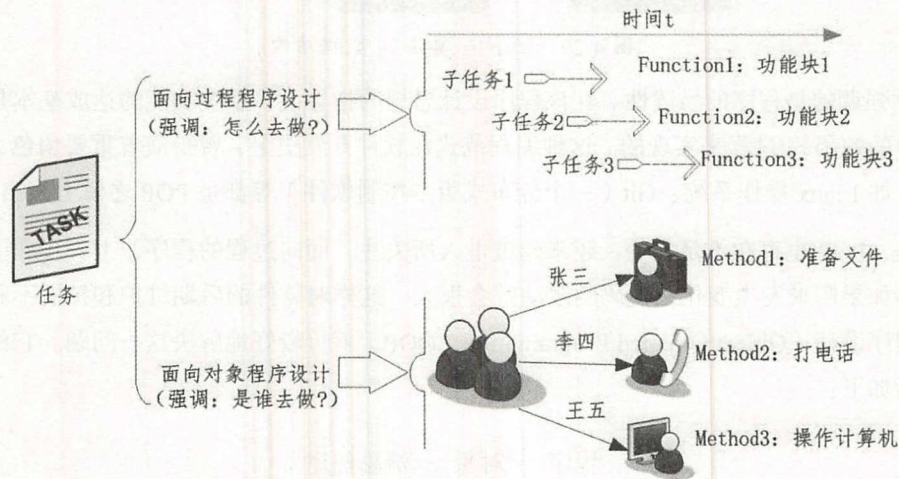 时间t
子任务1
Function1: 功能块1
面向过程程序设计
(强调: 怎么去做?)
子任务2
Function2: 功能块2
子任务3
Function3: 功能块3
TASK
任务
张三
Method1: 准备文件
李四
Method2: 打电话
面向对象程序设计
(强调: 是谁去做?)
王五
Method3: 操作计算机